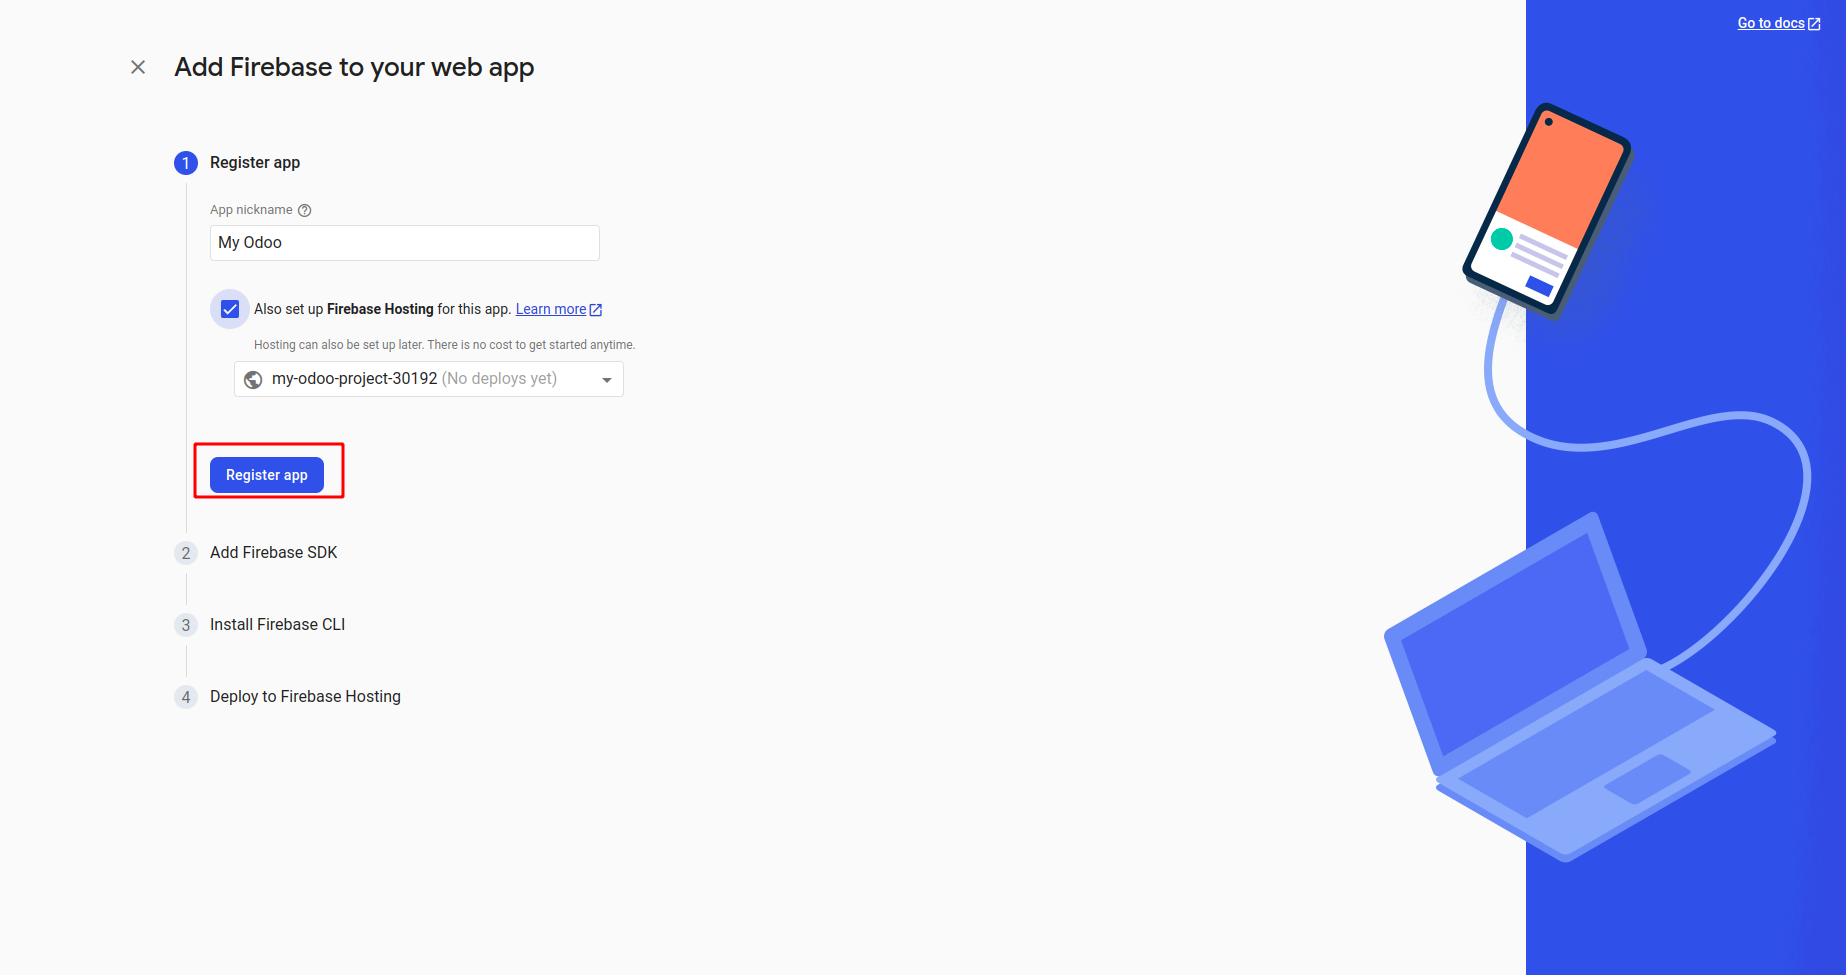 Go to docs
Add Firebase to your web app
1 Register app
App nickname
My Odoo
Also set up Firebase Hosting for this app. Learn more
Hosting can also be set up later. There is no cost to get started anytime.
my-odoo-project-30192 (No deploys yet)
Register app
2 Add Firebase SDK
3 Install Firebase CLI
4 Deploy to Firebase Hosting